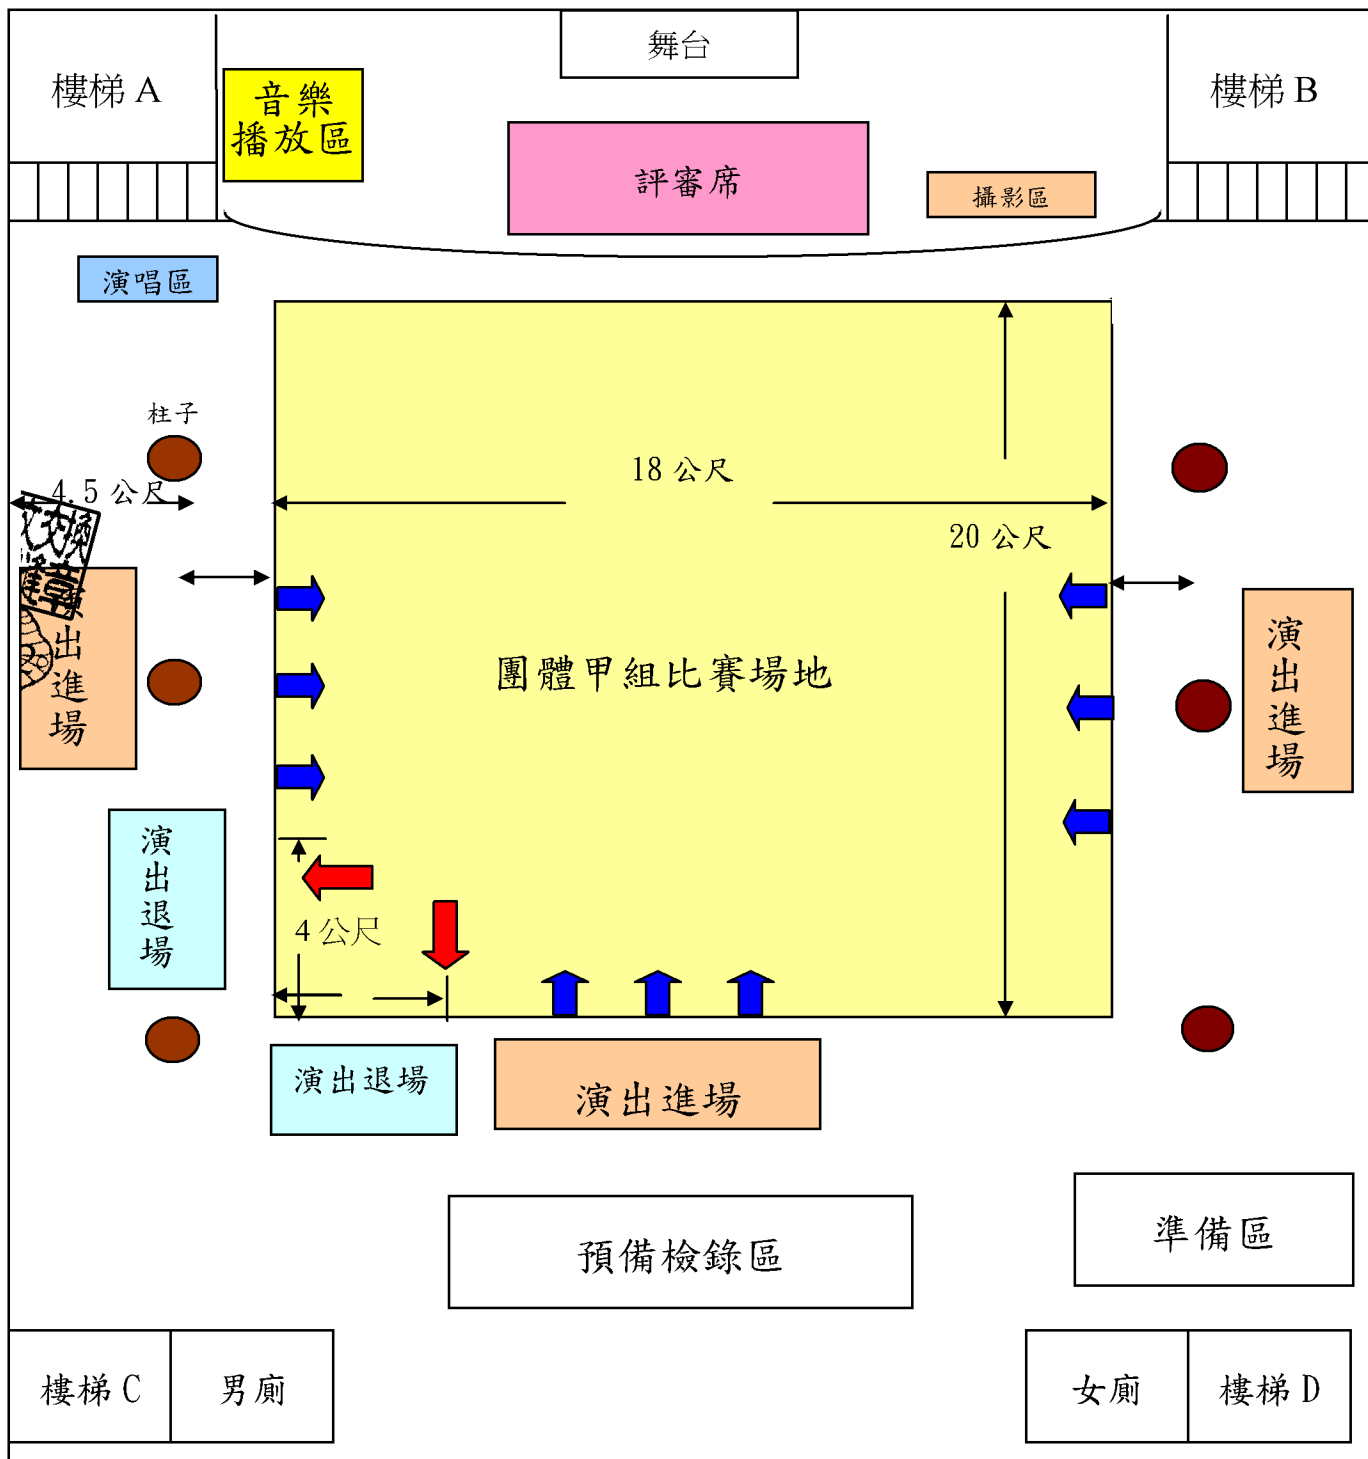 舞台
樓梯 A
音樂
播放區
樓梯 B
評審席
攝影區
演唱區
柱子
18 公尺
4.5 公尺
20 公尺
交換
章
出進場
團體甲組比賽場地
演出進場
演出退場
4 公尺
演出退場
演出進場
預備檢錄區
準備區
樓梯 C
男廁
女廁
樓梯 D